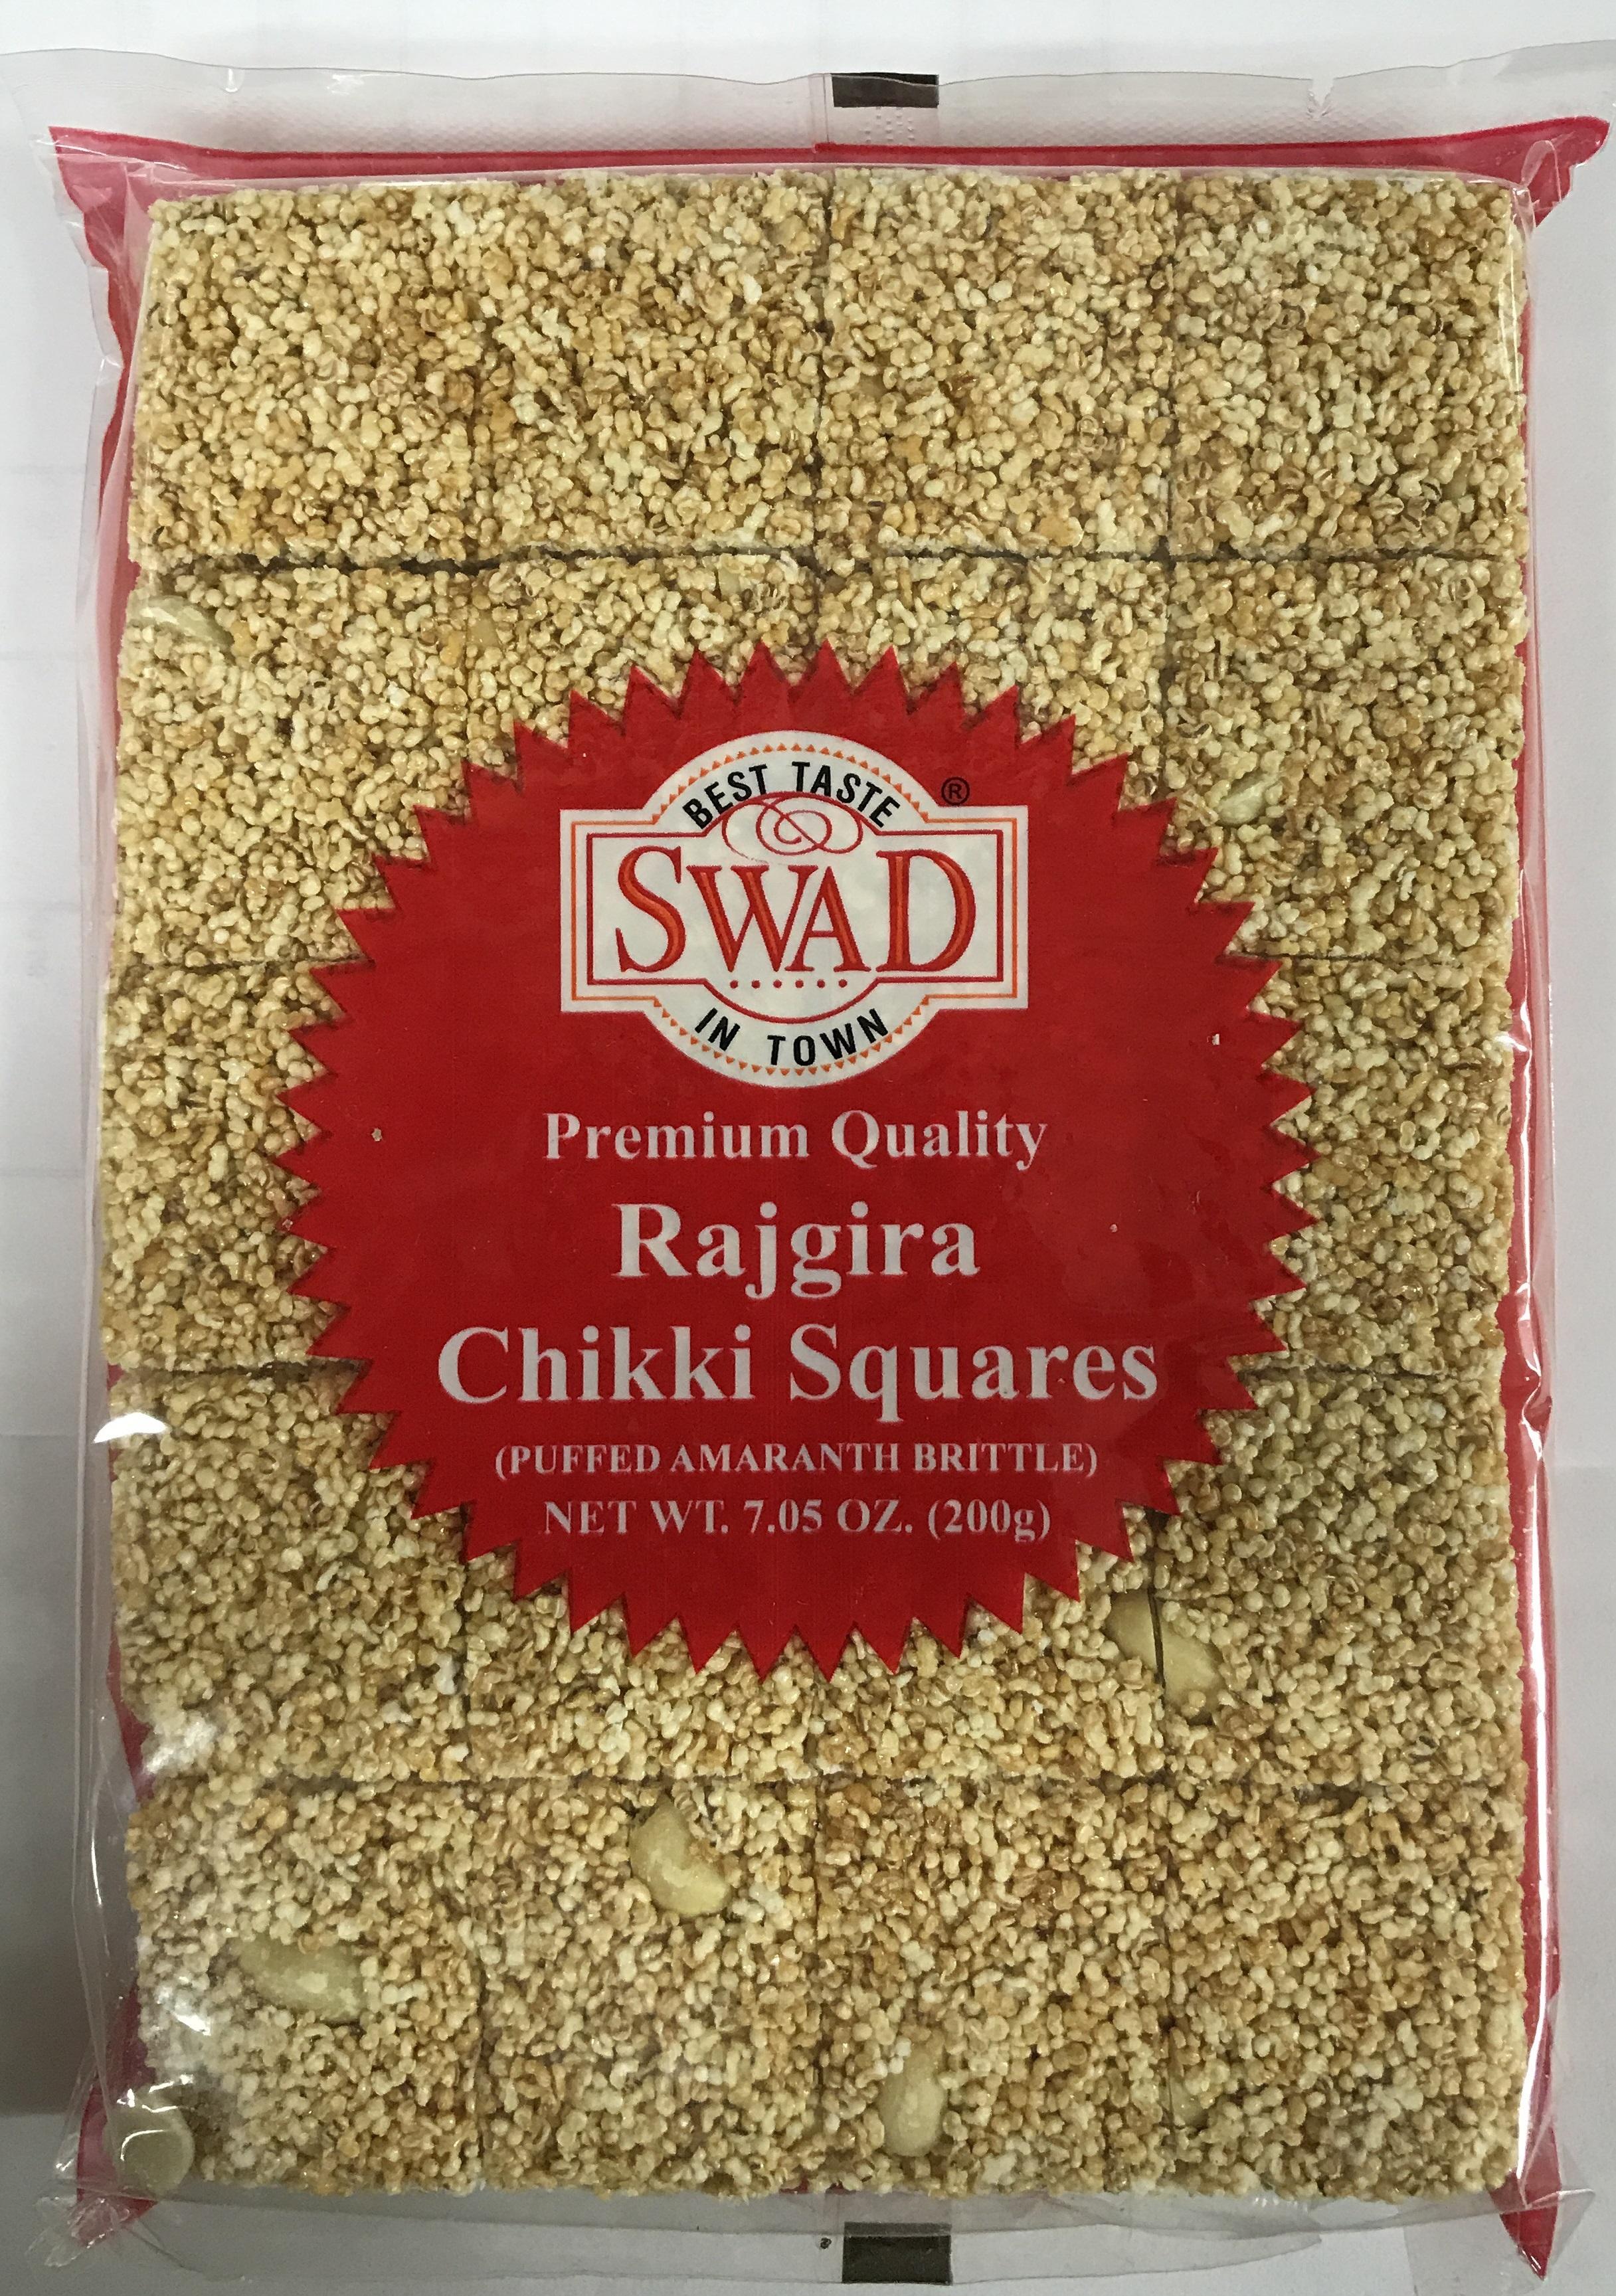 BEST TASTE
®
SWAD
IN TOWN
Premium Quality
Rajgira
Chikki Squares
(PUFFED AMARANTH BRITTLE)
NET WT. 7.05 OZ. (200g)